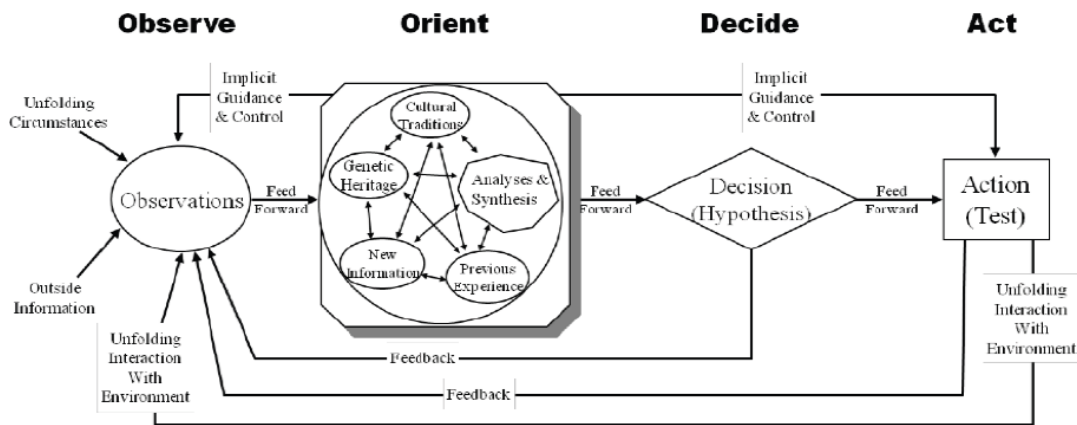 Observe
Orient
Decide
Act
Implicit
Guidance
& Control
Implicit
Guidance
& Control
Unfolding
Circumstances
Cultural
Traditions
Genetic
Heritage
Analyses &
Synthesis
New
Information
Previous
Experience
Observations
Feed
Forward
Feed
Forward
Decision
(Hypothesis)
Feed
Forward
Action
(Test)
Outside
Information
Unfolding
Interaction
With
Environment
Unfolding
Interaction
With
Environment
Feedback
Feedback